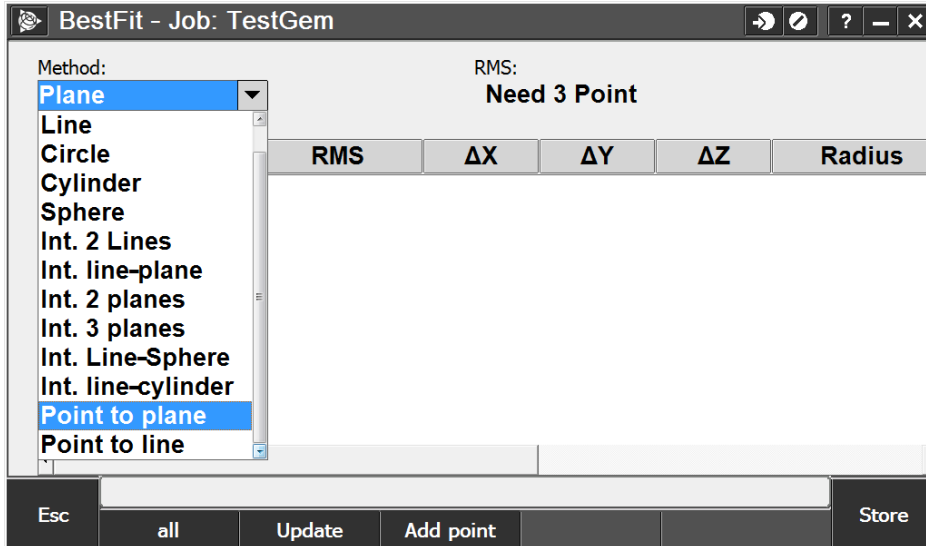 BestFit - Job: TestGem
?
Method:
RMS:
Plane
Need 3 Point
Line
Circle
Cylinder
Sphere
Int. 2 Lines
Int. line-plane
Int. 2 planes
Int. 3 planes
Int. Line-Sphere
Int. line-cylinder
Point to plane
Point to line
RMS ΔX ΔY ΔZ Radius
Esc
all Update Add point
Store